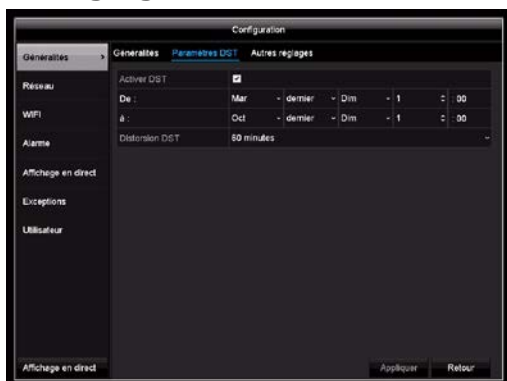 Configuration
Généralités
Généralités Paramètres DST Autres réglages
Activer DST
De : Mar dernier Dim 1 : 00
Réseau
à : Oct dernier Dim 1 : 00
WIFI
Distorsion DST 60 minutes
Alarme
Affichage en direct
Exceptions
Utilisateur
Affichage en direct Appliquer Retour